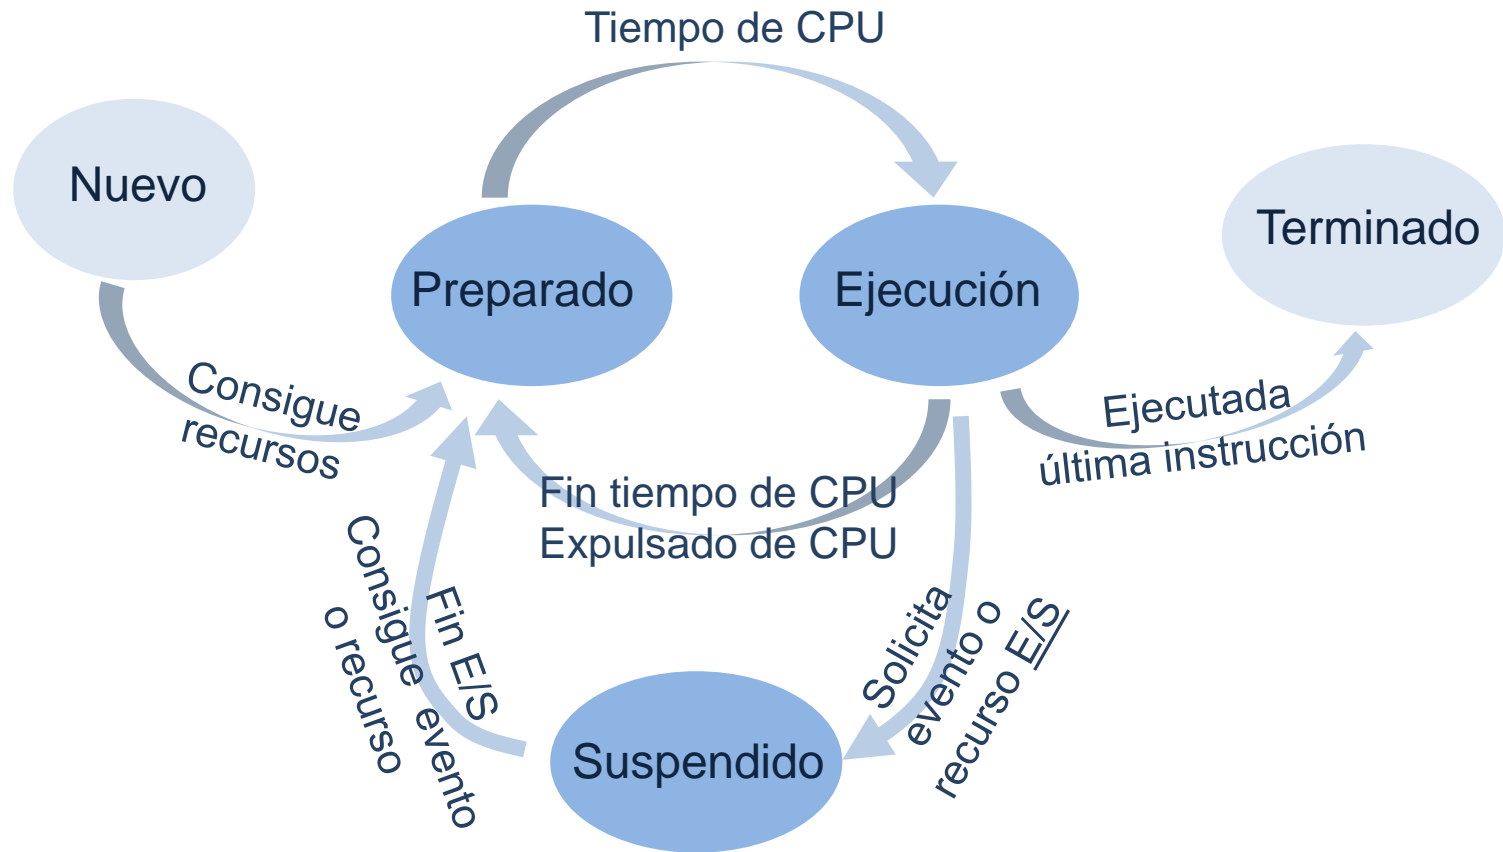 Tiempo de CPU
Nuevo
Terminado
Preparado
Ejecución
Consigue
recursos
Ejecutada
última instrucción
Fin tiempo de CPU
Expulsado de CPU
Fin E/S
Consigue evento
o recurso
Solicita
evento o
recurso E/S
Suspendido